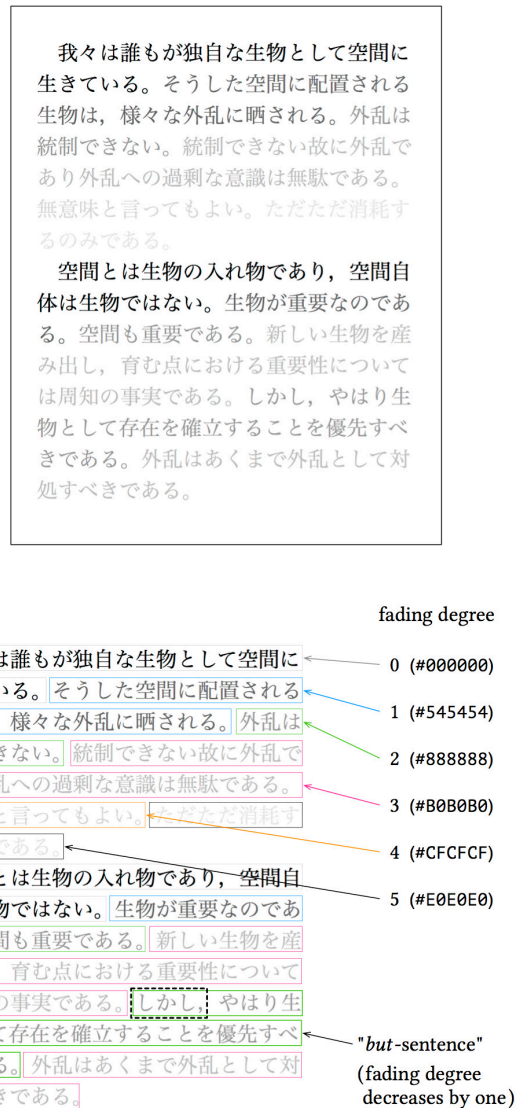 我々は誰もが独自な生物として空間に
生きている。そうした空間に配置される
生物は，様々な外乱に晒される。外乱は
統制できない。統制できない故に外乱で
あり外乱への過剰な意識は無駄である。
無意味と言ってもよい。ただただ消耗す
るのみである。
空間とは生物の入れ物であり，空間自
体は生物ではない。生物が重要なのであ
る。空間も重要である。新しい生物を産
み出し，育む点における重要性について
は周知の事実である。しかし，やはり生
物として存在を確立することを優先すべ
きである。外乱はあくまで外乱として対
処すべきである。
fading degree
は誰もが独自な生物として空間に
0 (#000000)
いる。そうした空間に配置される
1 (#545454)
様々な外乱に晒される。外乱は
2 (#888888)
きない。統制できない故に外乱で
乱への過剰な意識は無駄である。
3 (#B0B0B0)
と言ってもよい。ただただ消耗す
である。
4 (#CFCFCF)
とは生物の入れ物であり，空間自
5 (#E0E0E0)
物ではない。生物が重要なのであ
間も重要である。新しい生物を産
育む点における重要性について
の事実である。しかし，やはり生
て存在を確立することを優先すべ
"but-sentence"
る。外乱はあくまで外乱として対
(fading degree
きである。
decreases by one)